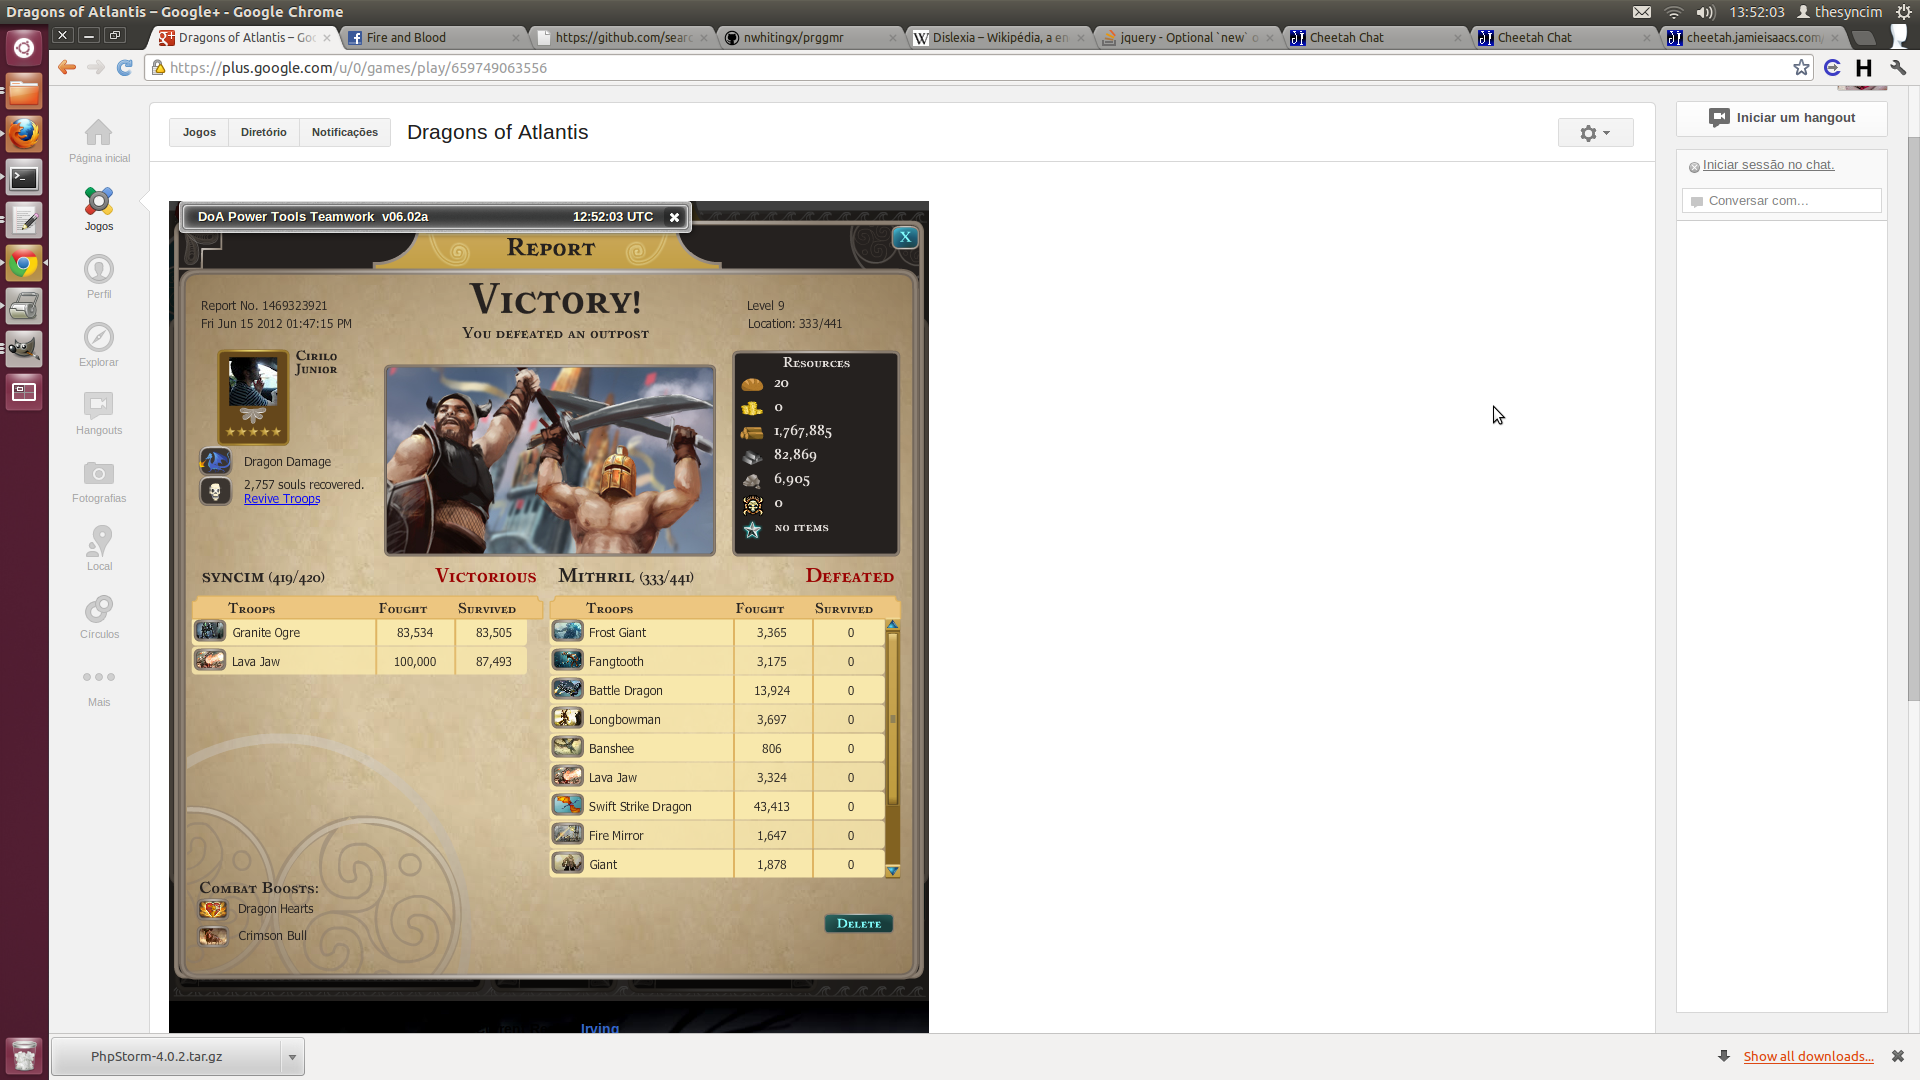 Dragons of Atlantis – Google+ - Google Chrome
13:52:03 thesyncim
Dragons of Atlantis – Goo
Fire and Blood
https://github.com/searc
nwhitingx/prggmr
Dislexia – Wikipédia, a en
jquery - Optional `new` o
Cheetah Chat
Cheetah Chat
cheetah.jamieisaacs.com/
https://plus.google.com/u/0/games/play/659749063556
Página inicial
Jogos
Perfil
Explorar
Hangouts
Fotografias
Local
Círculos
Mais
Jogos Diretório Notificações Dragons of Atlantis
Iniciar um hangout
Iniciar sessão no chat.
Conversar com...
DoA Power Tools Teamwork v06.02a 12:52:03 UTC
Report
X
Report No. 1469323921
Fri Jun 15 2012 01:47:15 PM
Victory!
You defeated an outpost
Level 9
Location: 333/441
Cirilo
Junior
Dragon Damage
2,757 souls recovered.
Revive Troops
Resources
20
0
1,767,885
82,869
6,905
0
no items
syncim (419/420) Victorious
Mithril (333/441) Defeated
Troops Fought Survived
Granite Ogre 83,534 83,505
Lava Jaw 100,000 87,493
Troops Fought Survived
Frost Giant 3,365 0
Fangtooth 3,175 0
Battle Dragon 13,924 0
Longbowman 3,697 0
Banshee 806 0
Lava Jaw 3,324 0
Swift Strike Dragon 43,413 0
Fire Mirror 1,647 0
Giant 1,878 0
Combat Boosts:
Dragon Hearts
Crimson Bull
Delete
Irving
PhpStorm-4.0.2.tar.gz
Show all downloads...